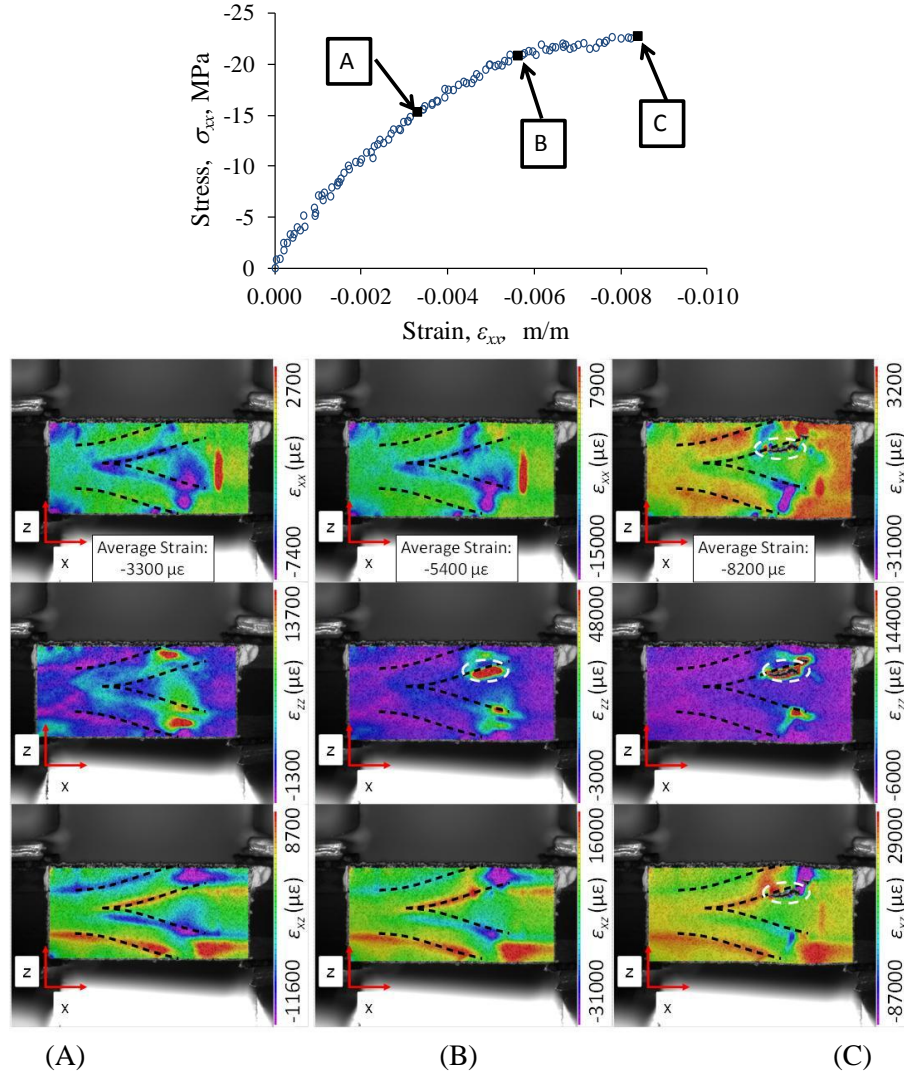 -25
-20
-15
-10
-5
0
Stress, σxx, MPa
A
B
C
0.000 -0.002 -0.004 -0.006 -0.008 -0.010
Strain, εxx, m/m
2700
εxx (µε)
-7400
z
x
Average Strain:
-3300 µε
7900
εxx (µε)
-15000
z
x
Average Strain:
-5400 µε
3200
εxx (µε)
-31000
z
x
Average Strain:
-8200 µε
13700
εzz (µε)
-1300
z
x
48000
εzz (µε)
-3000
z
x
144000
εzz (µε)
-6000
z
x
8700
εxz (µε)
-11600
z
x
16000
εxz (µε)
-31000
z
x
29000
εxz (µε)
-87000
z
x
(A) (B) (C)